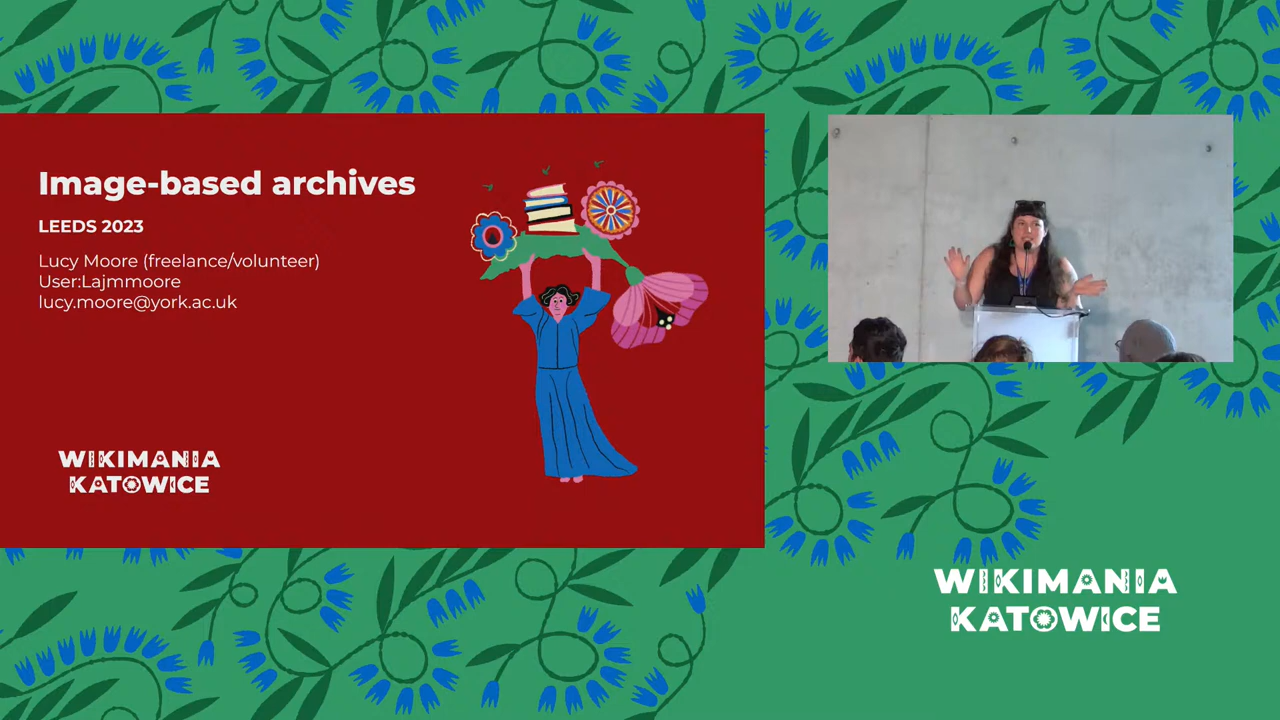 Image-based archives
LEEDS 2023
Lucy Moore (freelance/volunteer)
User:Lajmmoore
lucy.moore@york.ac.uk
WIKIMANIA
KATOWICE
WIKIMANIA
KATOWICE